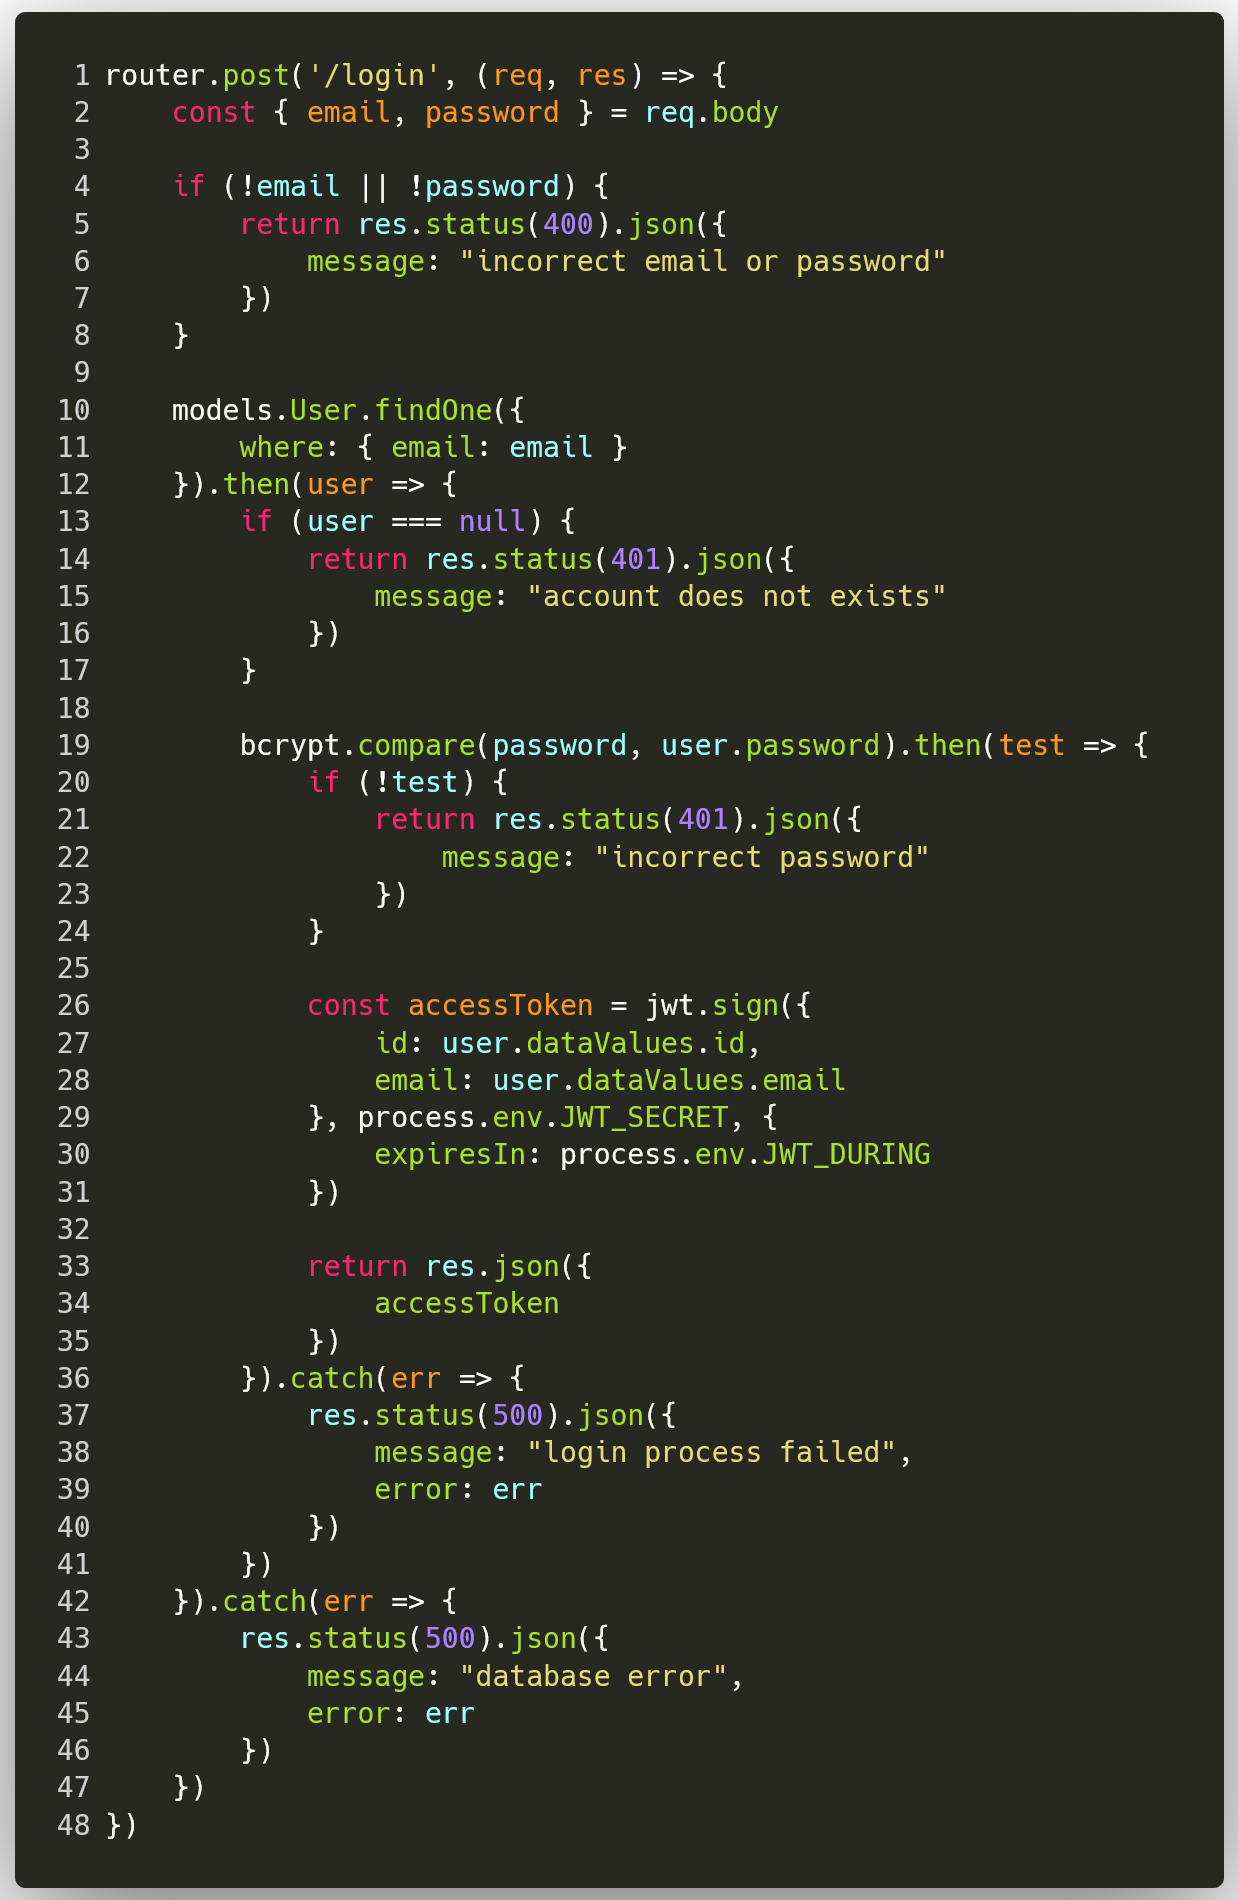 1 router.post('/login', (req, res) => {
2     const { email, password } = req.body
3
4     if (!email || !password) {
5         return res.status(400).json({
6             message: "incorrect email or password"
7         })
8     }
9
10     models.User.findOne({
11         where: { email: email }
12     }).then(user => {
13         if (user === null) {
14             return res.status(401).json({
15                 message: "account does not exists"
16             })
17         }
18
19         bcrypt.compare(password, user.password).then(test => {
20             if (!test) {
21                 return res.status(401).json({
22                     message: "incorrect password"
23                 })
24             }
25
26             const accessToken = jwt.sign({
27                 id: user.dataValues.id,
28                 email: user.dataValues.email
29             }, process.env.JWT_SECRET, {
30                 expiresIn: process.env.JWT_DURING
31             })
32
33             return res.json({
34                 accessToken
35             })
36         }).catch(err => {
37             res.status(500).json({
38                 message: "login process failed",
39                 error: err
40             })
41         })
42     }).catch(err => {
43         res.status(500).json({
44             message: "database error",
45             error: err
46         })
47     })
48 })